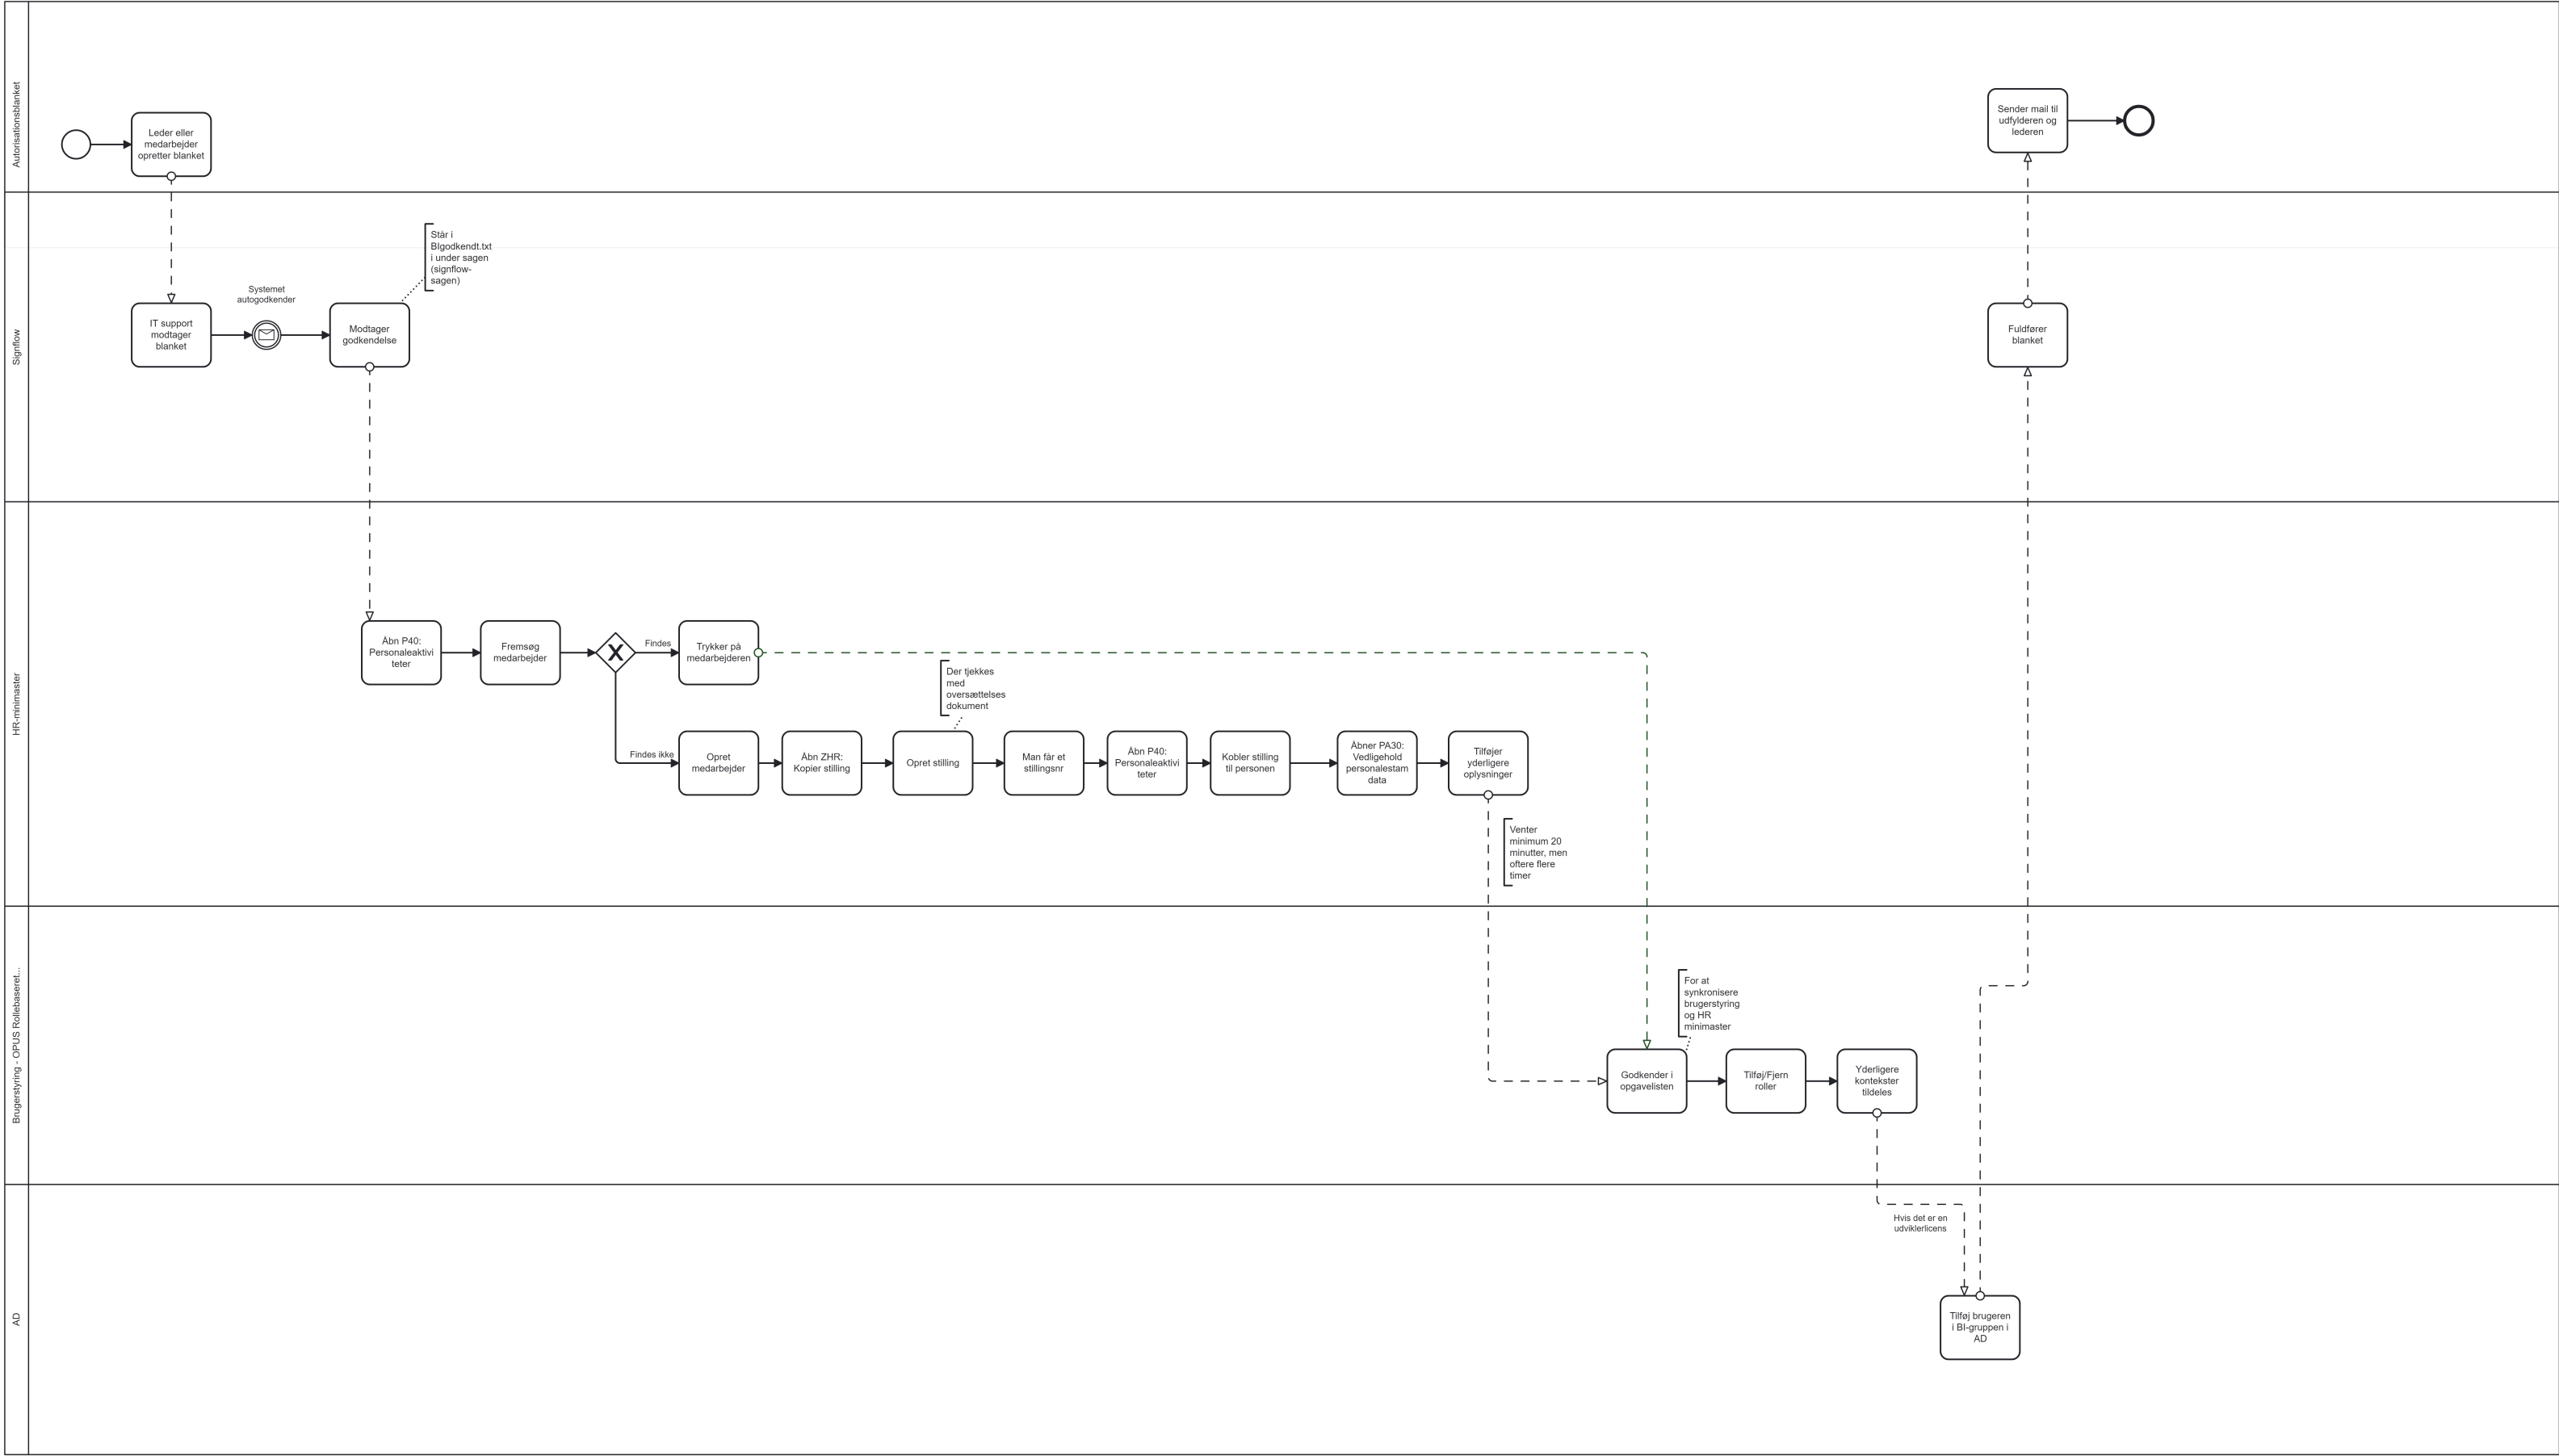 Autorisationsblanket
Leder eller
medarbejder
opretter blanket
Sender mail til
udfylderen og
lederen
Signflow
IT support
modtager
blanket
Systemet
autogodkender
Modtager
godkendelse
Står i
BIgodkendt.txt
i under sagen
(signflow-
sagen)
Fuldfører
blanket
HR-minimaster
Åbn P40:
Personaleaktivi
teter
Fremsøg
medarbejder
Findes
Trykker på
medarbejderen
Findes ikke
Opret
medarbejder
Åbn ZHR:
Kopier stilling
Opret stilling
Der tjekkes
med
oversættelses
dokument
Man får et
stillingsnr
Åbn P40:
Personaleaktivi
teter
Kobler stilling
til personen
Åbner PA30:
Vedligehold
personalestam
data
Tilføjer
yderligere
oplysninger
Venter
minimum 20
minutter, men
oftere flere
timer
Brugerstyring - OPUS Rollebaseret...
Godkender i
opgavelisten
For at
synkronisere
brugerstyring
og HR
minimaster
Tilføj/Fjern
roller
Yderligere
kontekster
tildeles
AD
Hvis det er en
udviklerlicens
Tilføj brugeren
i BI-gruppen i
AD